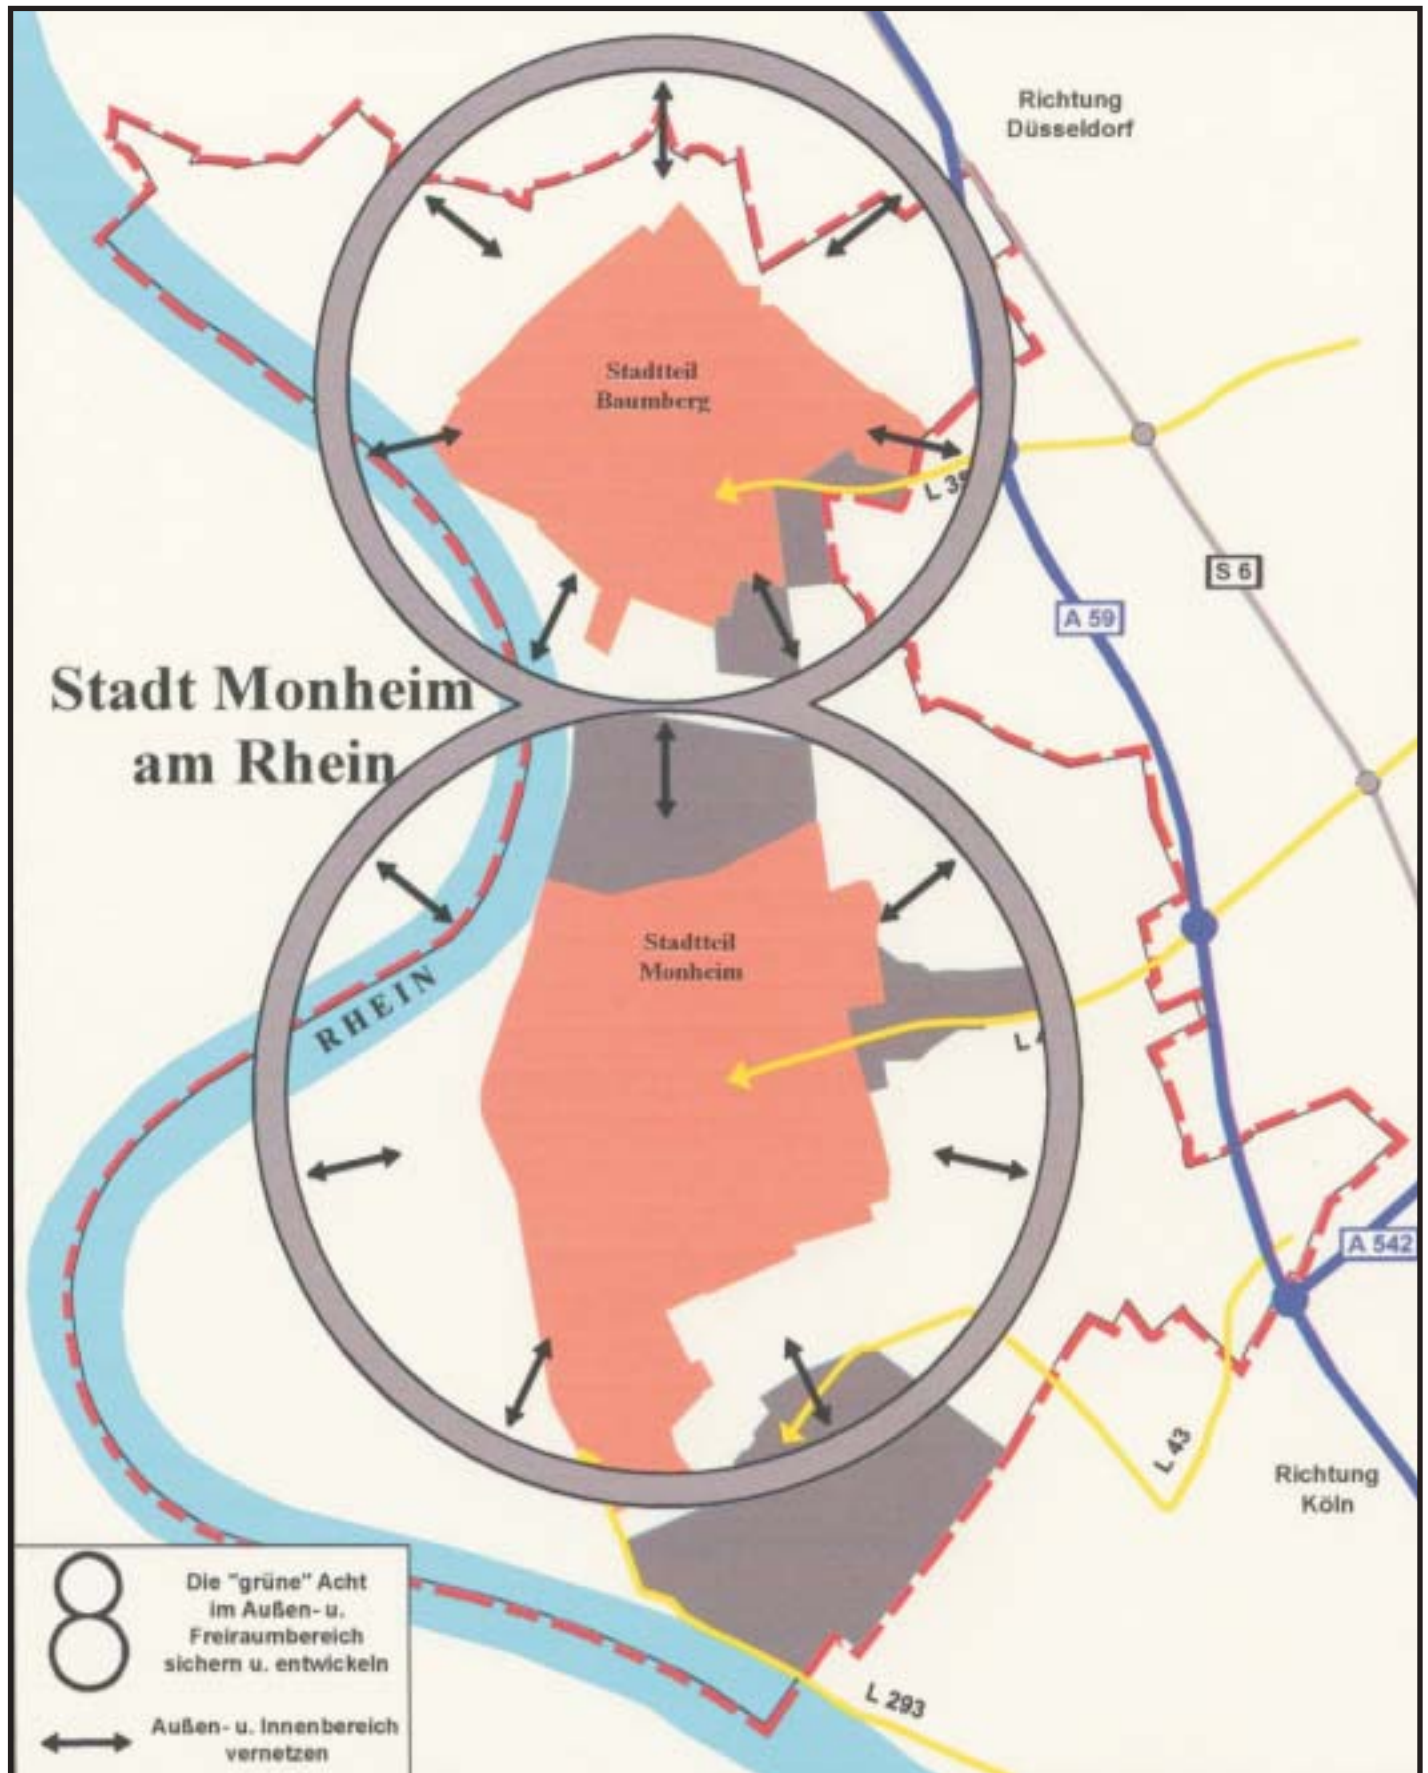 Richtung
Düsseldorf
Stadtteil
Baumberg
S 6
A 59
Stadt Monheim
am Rhein
Stadtteil
Monheim
RHEIN
A 542
L 43
Richtung
Köln
Die "grüne" Acht
im Außen- u.
Freiraumbereich
sichern u. entwickeln
L 293
Außen- u. Innenbereich
vernetzen